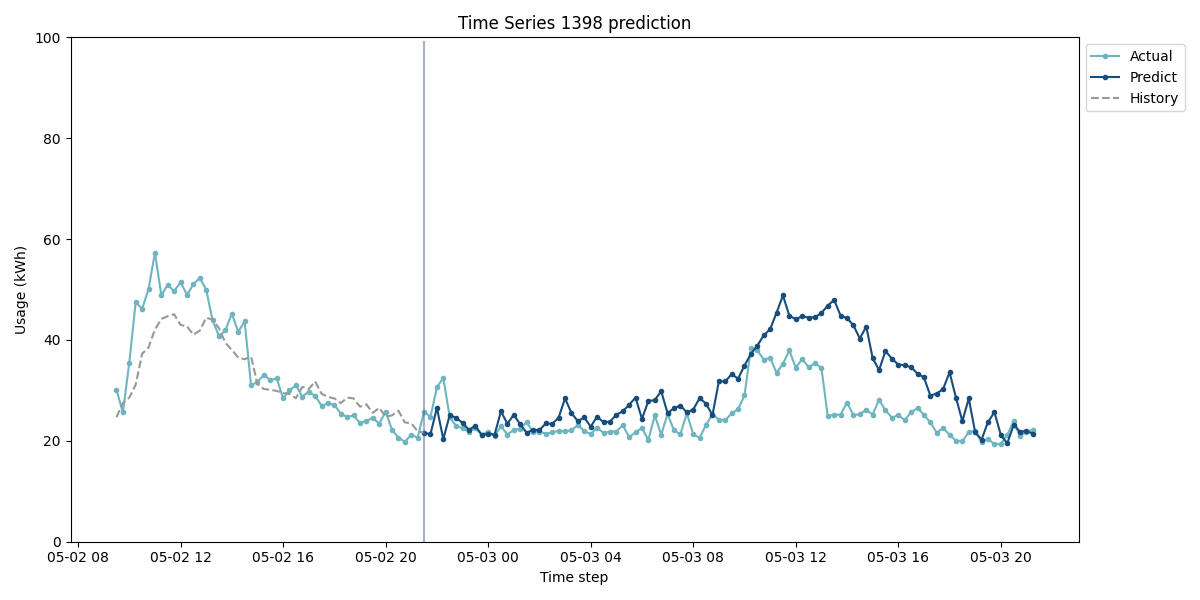 Time Series 1398 prediction
Usage (kWh)
100
80
60
40
20
0
05-02 08 05-02 12 05-02 16 05-02 20 05-03 00 05-03 04 05-03 08 05-03 12 05-03 16 05-03 20
Time step
Actual
Predict
History